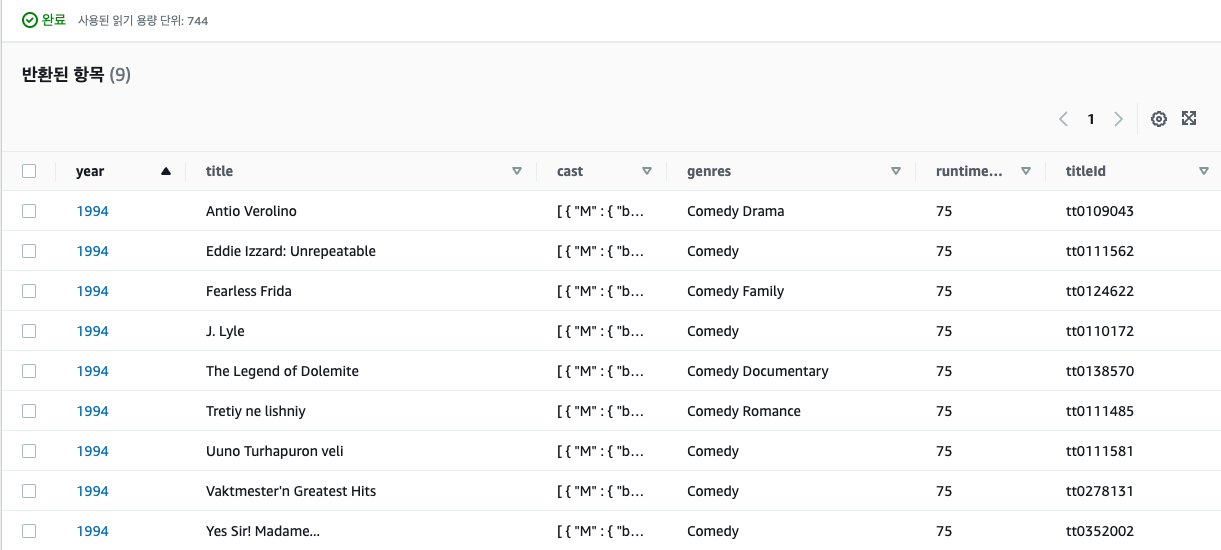 완료 사용된 읽기 용량 단위: 744
반환된 항목 (9)
1
year title cast genres runtime... titleId
1994 Antio Verolino [ { "M" : { "b... Comedy Drama 75 tt0109043
1994 Eddie Izzard: Unrepeatable [ { "M" : { "b... Comedy 75 tt0111562
1994 Fearless Frida [ { "M" : { "b... Comedy Family 75 tt0124622
1994 J. Lyle [ { "M" : { "b... Comedy 75 tt0110172
1994 The Legend of Dolemite [ { "M" : { "b... Comedy Documentary 75 tt0138570
1994 Tretiy ne lishniy [ { "M" : { "b... Comedy Romance 75 tt0111485
1994 Uuno Turhapuron veli [ { "M" : { "b... Comedy 75 tt0111581
1994 Vaktmester'n Greatest Hits [ { "M" : { "b... Comedy 75 tt0278131
1994 Yes Sir! Madame... [ { "M" : { "b... Comedy 75 tt0352002